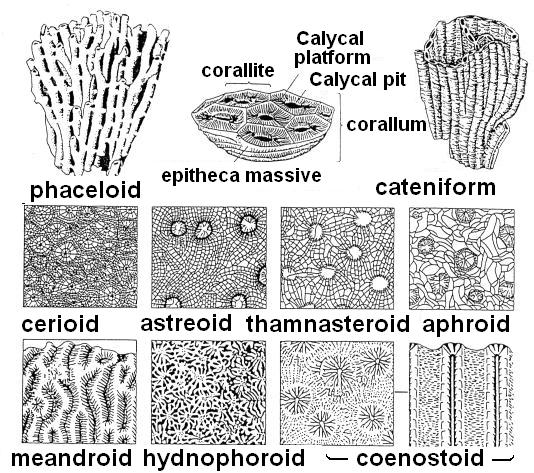 Calycal
platform
corallite
Calycal pit
corallum
epitheca massive
phaceloid
cateniform
cerioid astreoid thamnasteroid aphroid
meandroid hydnophoroid coenostoid